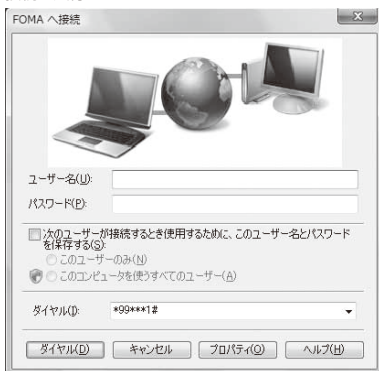 FOMA へ接続
ユーザー名(U):
パスワード(P):
次のユーザーが接続するとき使用するために、このユーザー名とパスワード
を保存する(S):
このユーザーのみ(N)
このコンピュータを使うすべてのユーザー(A)
ダイヤル(I): *99***1#
ダイヤル(D) キャンセル プロパティ(O) ヘルプ(H)